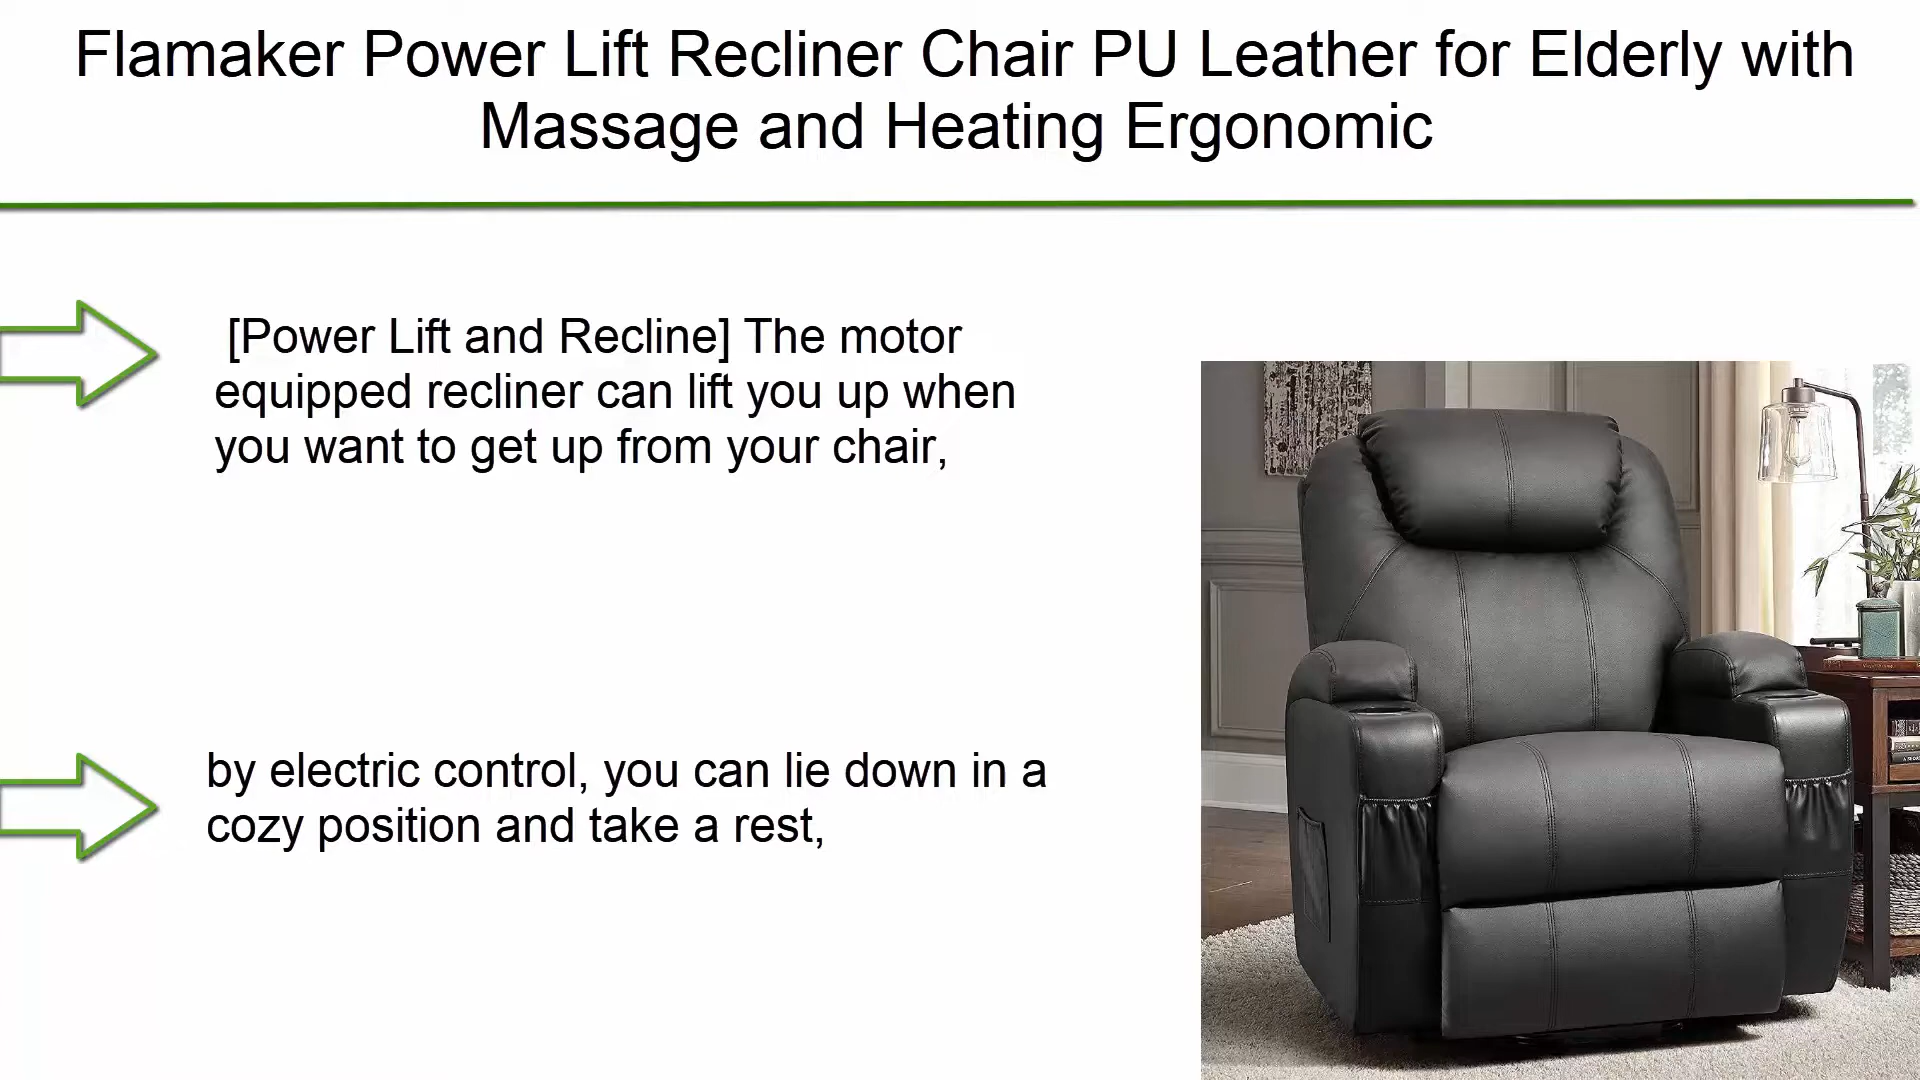 Flamaker Power Lift Recliner Chair PU Leather for Elderly with
Massage and Heating Ergonomic
[Power Lift and Recline] The motor
equipped recliner can lift you up when
you want to get up from your chair,
by electric control, you can lie down in a
cozy position and take a rest,